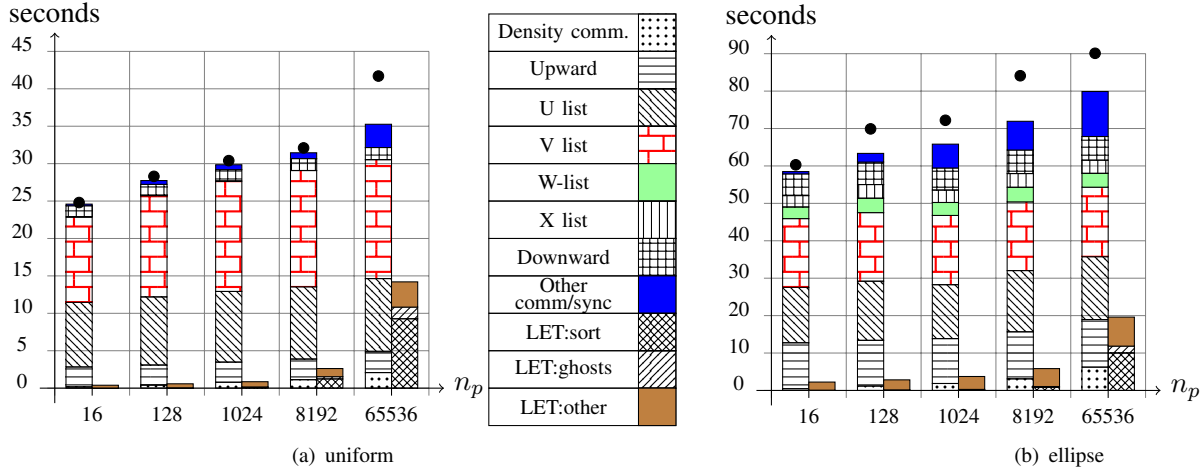 seconds
45
40
35
30
25
20
15
10
5
0
16
128
1024
8192
65536
n_p
(a) uniform
Density comm.
Upward
U list
V list
W-list
X list
Downward
Other
comm/sync
LET:sort
LET:ghosts
LET:other
seconds
90
80
70
60
50
40
30
20
10
0
16
128
1024
8192
65536
n_p
(b) ellipse